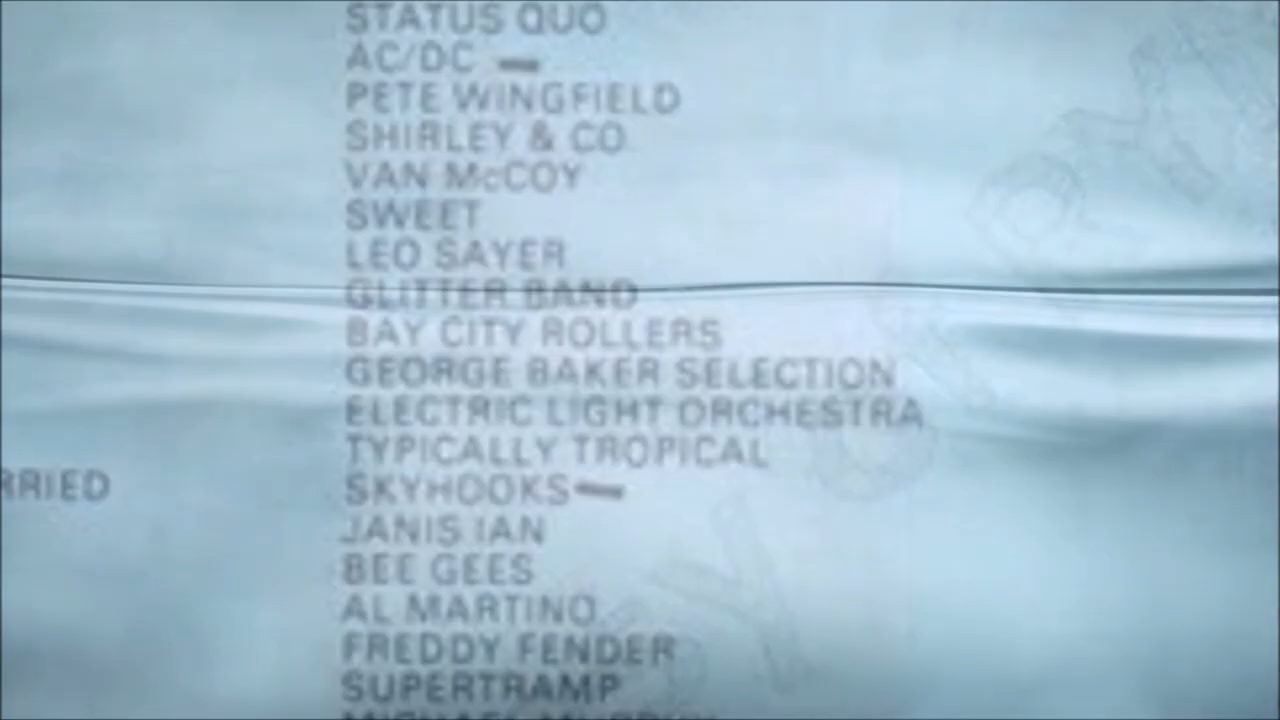 STATUS QUO
AC/DC
PETE WINGFIELD
SHIRLEY & CO.
VAN McCOY
SWEET
LEO SAYER
GLITTER BAND
BAY CITY ROLLERS
GEORGE BAKER SELECTION
ELECTRIC LIGHT ORCHESTRA
TYPICALLY TROPICAL
RRIED SKYHOOKS
JANIS IAN
BEE GEES
AL MARTINO
FREDDY FENDER
SUPERTRAMP